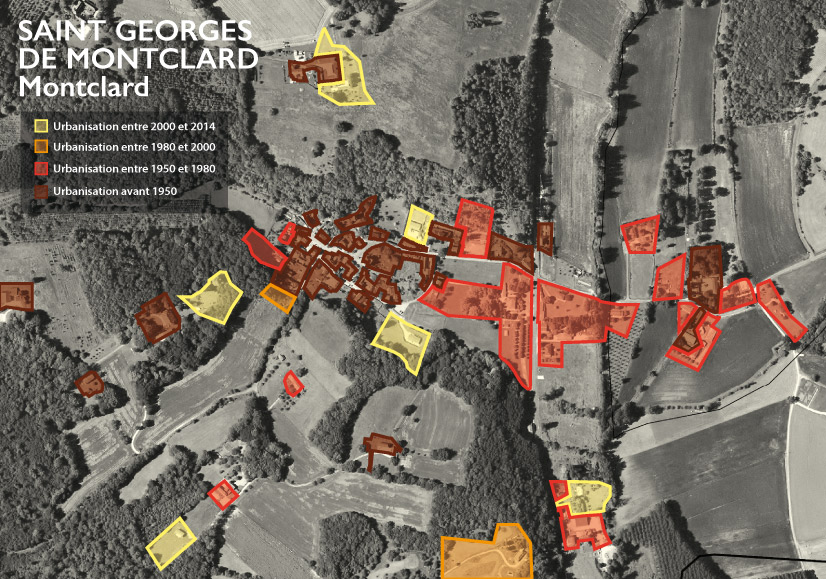 SAINT GEORGES
DE MONTCLARD
Montclard
Urbanisation entre 2000 et 2014
Urbanisation entre 1980 et 2000
Urbanisation entre 1950 et 1980
Urbanisation avant 1950